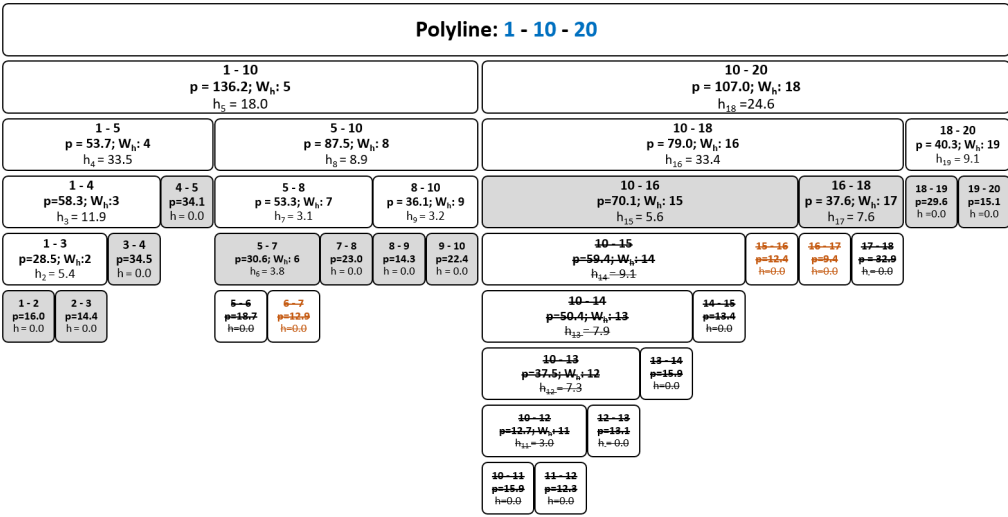 Polyline: 1 - 10 - 20
1 - 10
p = 136.2; Wh: 5
h5 = 18.0
10 - 20
p = 107.0; Wh: 18
h18 =24.6
1 - 5
p = 53.7; Wh: 4
h4 = 33.5
5 - 10
p = 87.5; Wh: 8
h8 = 8.9
10 - 18
p = 79.0; Wh: 16
h16 = 33.4
18 - 20
p = 40.3; Wh: 19
h19 = 9.1
1 - 4
p=58.3; Wh:3
h3 = 11.9
4 - 5
p=34.1
h = 0.0
5 - 8
p = 53.3; Wh: 7
h7 = 3.1
8 - 10
p = 36.1; Wh: 9
h9 = 3.2
10 - 16
p=70.1; Wh: 15
h15 = 5.6
16 - 18
p = 37.6; Wh: 17
h17 = 7.6
18 - 19
p=29.6
h =0.0
19 - 20
p=15.1
h =0.0
1 - 3
p=28.5; Wh:2
h2 = 5.4
3 - 4
p=34.5
h = 0.0
5 - 7
p=30.6; Wh: 6
h6 = 3.8
7 - 8
p=23.0
h = 0.0
8 - 9
p=14.3
h = 0.0
9 - 10
p=22.4
h = 0.0
10 - 15
p=59.4; Wh: 14
h14 = 9.1
15 - 16
p=12.4
h=0.0
16 - 17
p=9.4
h=0.0
17 - 18
p = 32.9
h = 0.0
1 - 2
p=16.0
h = 0.0
2 - 3
p=14.4
h = 0.0
5 - 6
p=18.7
h=0.0
6 - 7
p=12.9
h=0.0
10 - 14
p=50.4; Wh: 13
h13 = 7.9
14 - 15
p=13.4
h=0.0
10 - 13
p=37.5; Wh: 12
h12 = 7.3
13 - 14
p=15.9
h=0.0
10 - 12
p=12.7; Wh: 11
h11 = 3.0
12 - 13
p=13.1
h = 0.0
10 - 11
p=15.9
h=0.0
11 - 12
p=12.3
h=0.0